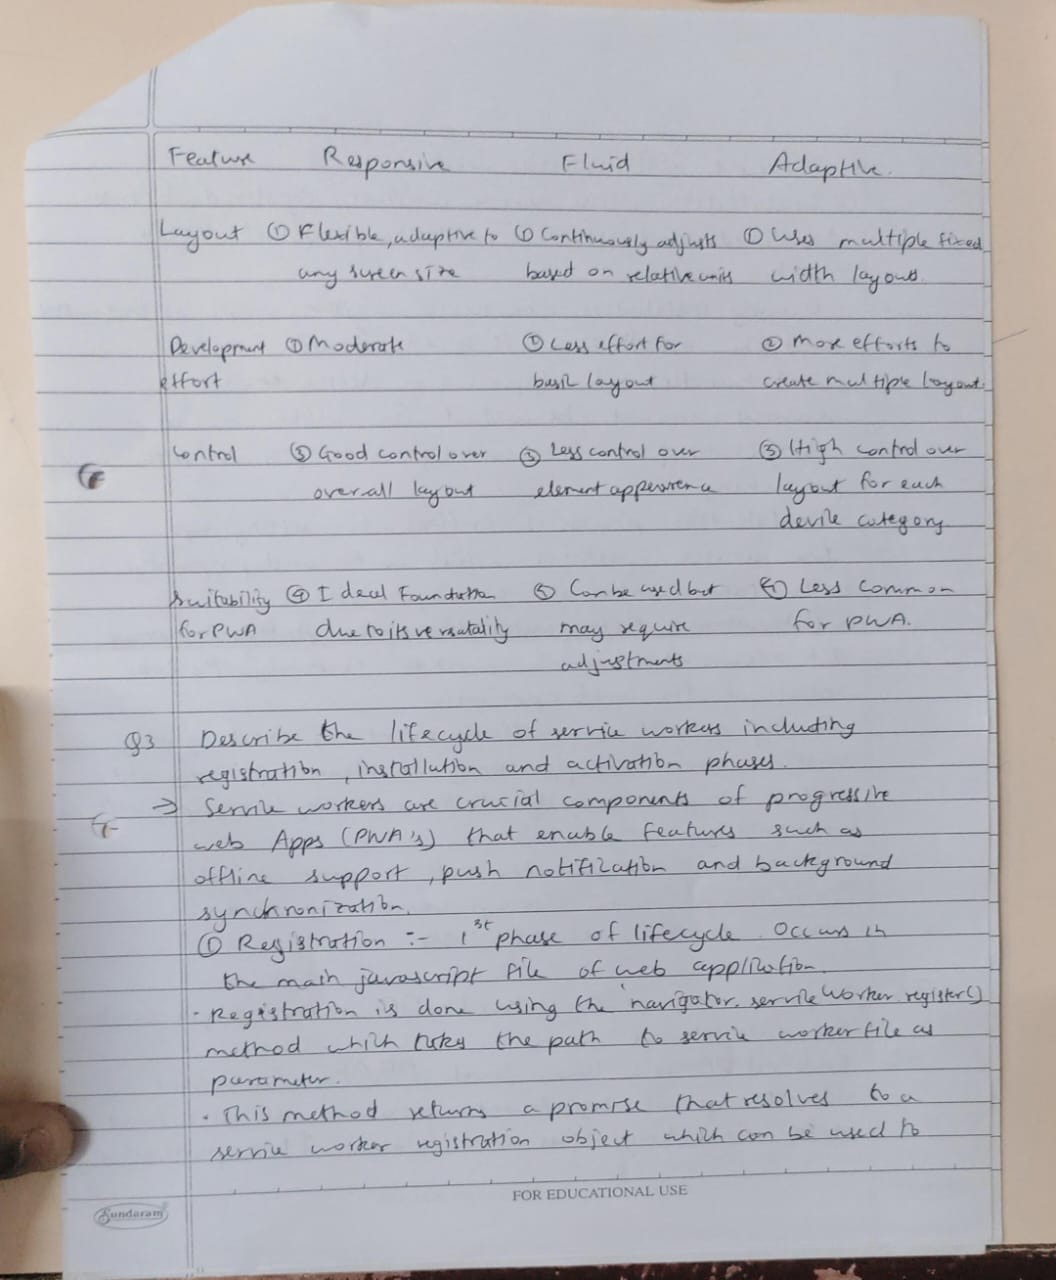 Feature Responsive Fluid Adaptive.
Layout ① Flexible, adaptive to ① Continuously adjusts ① Uses multiple fixed
any screen size based on relative units width layout.
Development ① Moderate ② Less effort for ② More efforts to
effort basic layout create multiple layout.
Control ③ Good control over ③ Less control over ③ High control over
overall layout element appearence layout for each
device category
Suitability ④ Ideal Foundation ⑤ Can be used but ④ Less common
for PWA due to its versatality may require for PWA.
adjustments
Q3 Describe the lifecycle of service workers including
registration, installation and activation phases.
→ Service workers are crucial components of progressive
web Apps (PWA's) that enable features such as
offline support, push notification and background
synchronization.
① Registration :- 1st phase of lifecycle occurs in
the main javascript file of web application.
· Registration is done using the 'navigator.serviceWorker register()
method which takes the path to service worker file as
parameter.
· This method returns a promise that resolves to a
service worker registration object which can be used to
FOR EDUCATIONAL USE
Sundaram